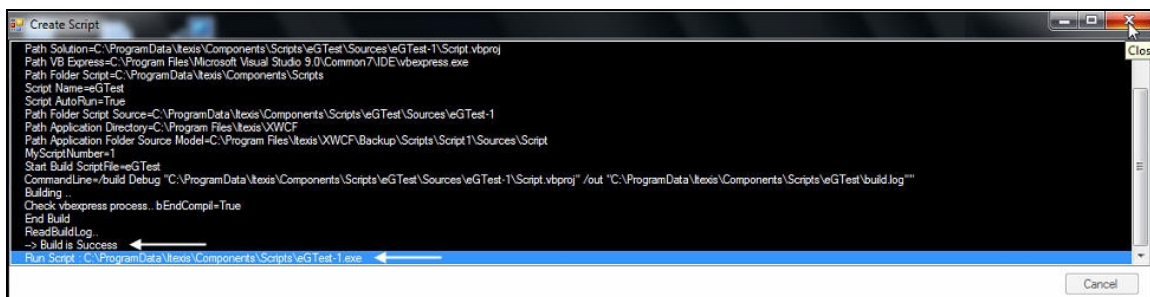 Create Script
Clos
Path Solution=C:\ProgramData\Itexis\Components\Scripts\eGTest\Sources\eGTest-1\Script.vbproj
Path VB Express=C:\Program Files\Microsoft Visual Studio 9.0\Common7\IDE\vbexpress.exe
Path Folder Script=C:\ProgramData\Itexis\Components\Scripts
Script Name=eGTest
Script AutoRun=True
Path Folder Script Source=C:\ProgramData\Itexis\Components\Scripts\eGTest\Sources\eGTest-1
Path Application Directory=C:\Program Files\Itexis\XWCF
Path Application Folder Source Model=C:\Program Files\Itexis\XWCF\Backup\Scripts\Script1\Sources\Script
MyScriptNumber=1
Start Build ScriptFile=eGTest
CommandLine=/build Debug "C:\ProgramData\Itexis\Components\Scripts\eGTest\Sources\eGTest-1\Script.vbproj" /out "C:\ProgramData\Itexis\Components\Scripts\eGTest\build.log""
Building ..
Check vbexpress process.. bEndCompil=True
End Build
ReadBuildLog..
--> Build is Success
Run Script : C:\ProgramData\Itexis\Components\Scripts\eGTest-1.exe
Cancel